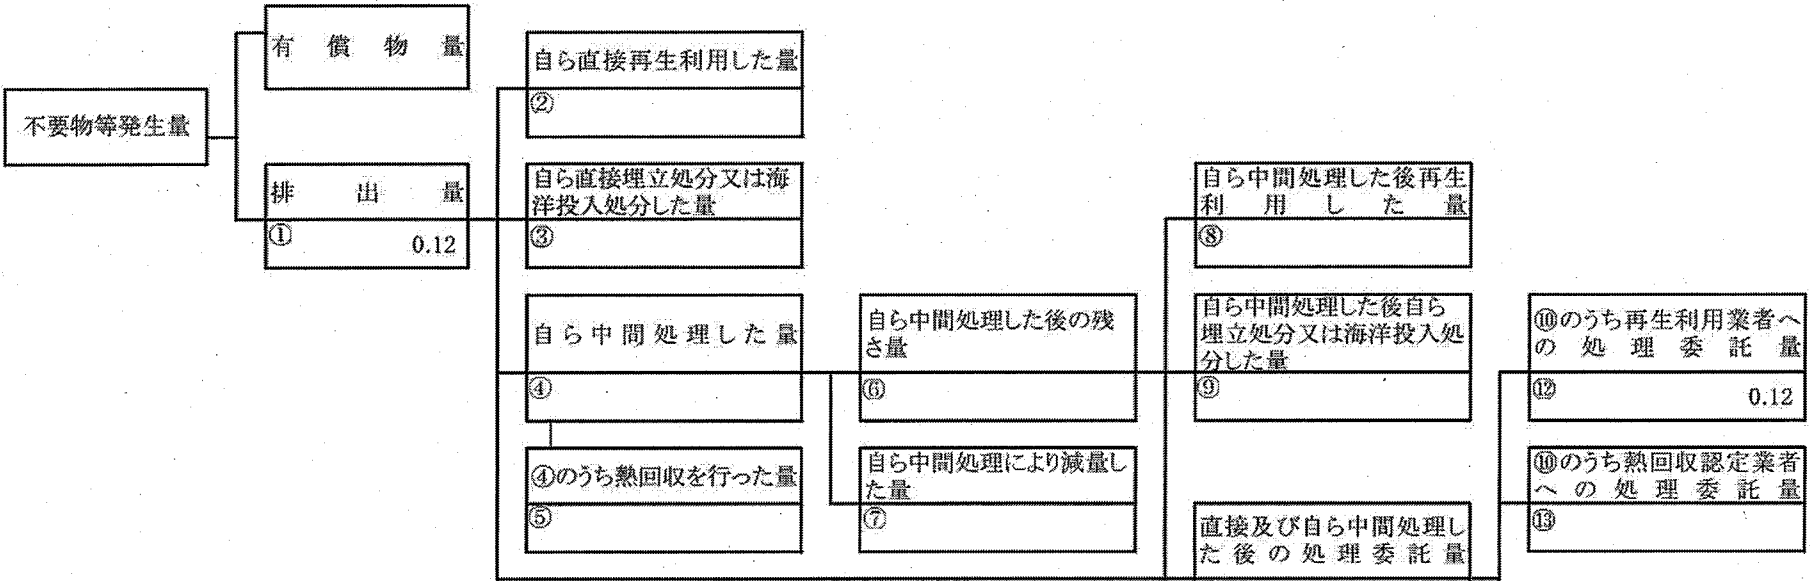 有償物量
不要物等発生量
排出量
①
0.12
自ら直接再生利用した量
②
自ら直接埋立処分又は海
洋投入処分した量
③
自ら中間処理した量
④
④のうち熱回収を行った量
⑤
自ら中間処理した後の残
さ量
⑥
自ら中間処理により減量し
た量
⑦
自ら中間処理した後再生
利用した量
⑧
自ら中間処理した後自ら
埋立処分又は海洋投入処
分した量
⑨
直接及び自ら中間処理し
た後の処理委託量
⑩のうち再生利用業者へ
の処理委託量
⑫
0.12
⑩のうち熱回収認定業者
への処理委託量
⑬